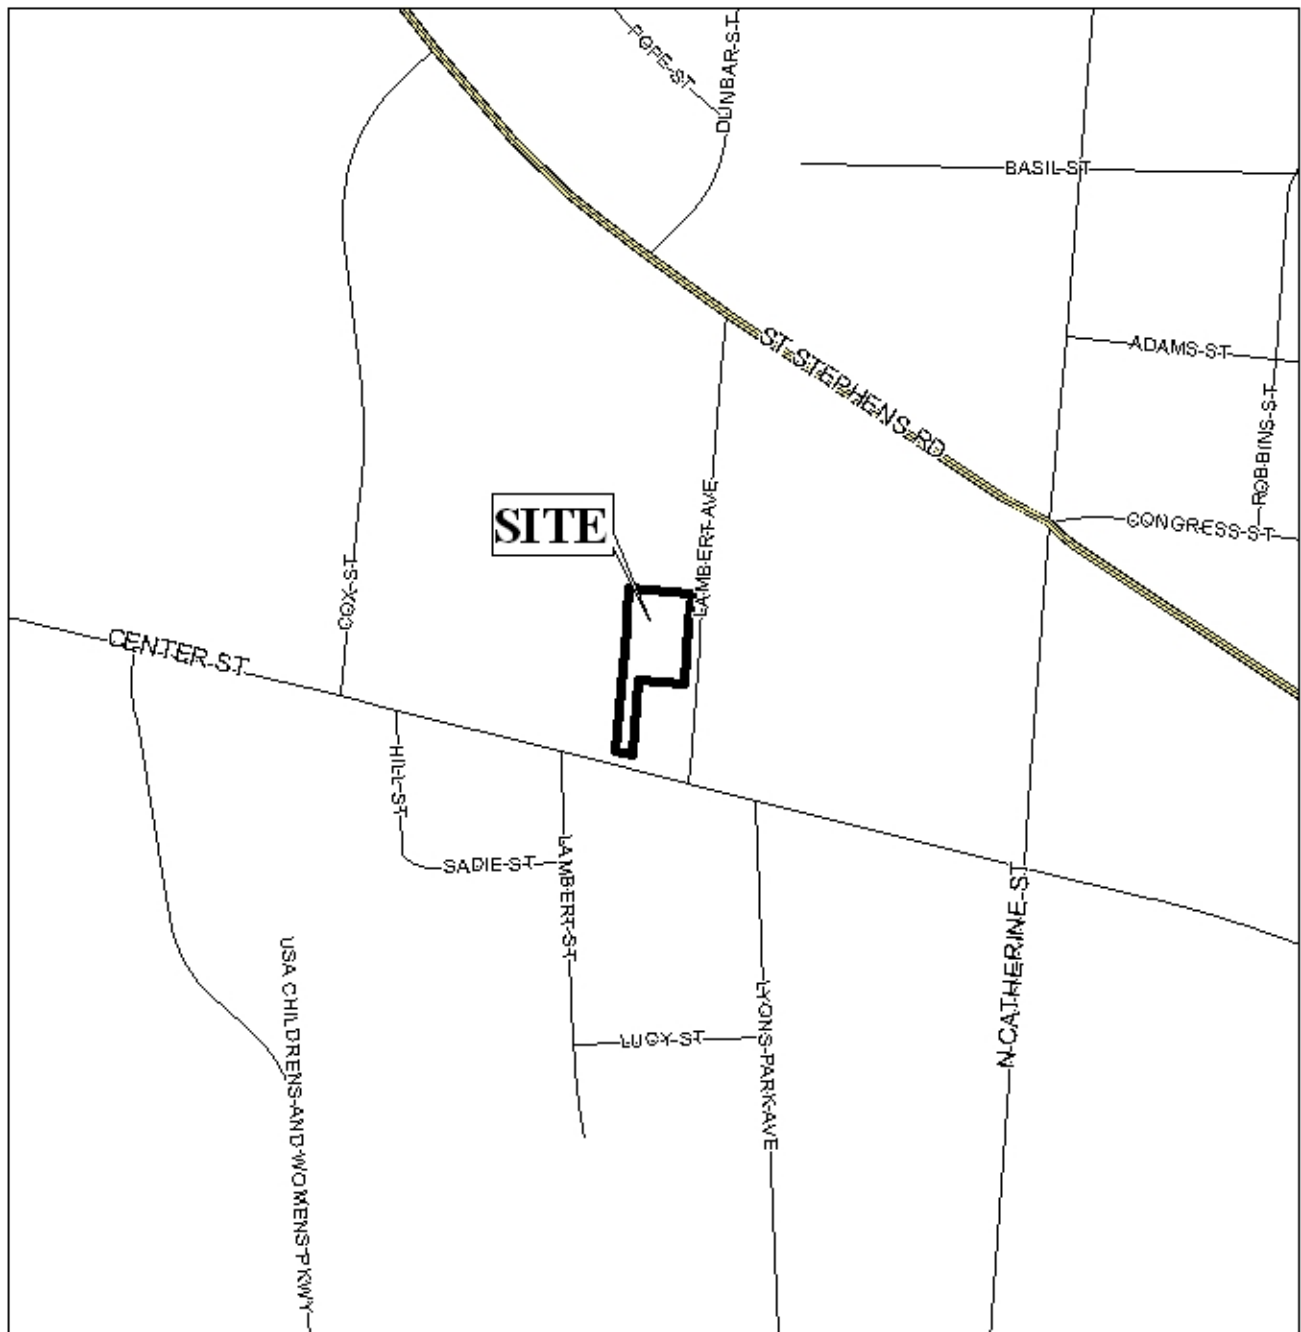 POPE ST
DUNBAR ST
BASIL ST
ST STEPHENS RD
ADAMS ST
ROBBINS ST
SITE
LAMBERT AVE
CONGRESS ST
COX ST
CENTER ST
HILL ST
SADIE ST
LAMBERT ST
N CATHERINE ST
USA CHILDRENS AND WOMENS PKWY
LUCY ST
LYONS PARK AVE